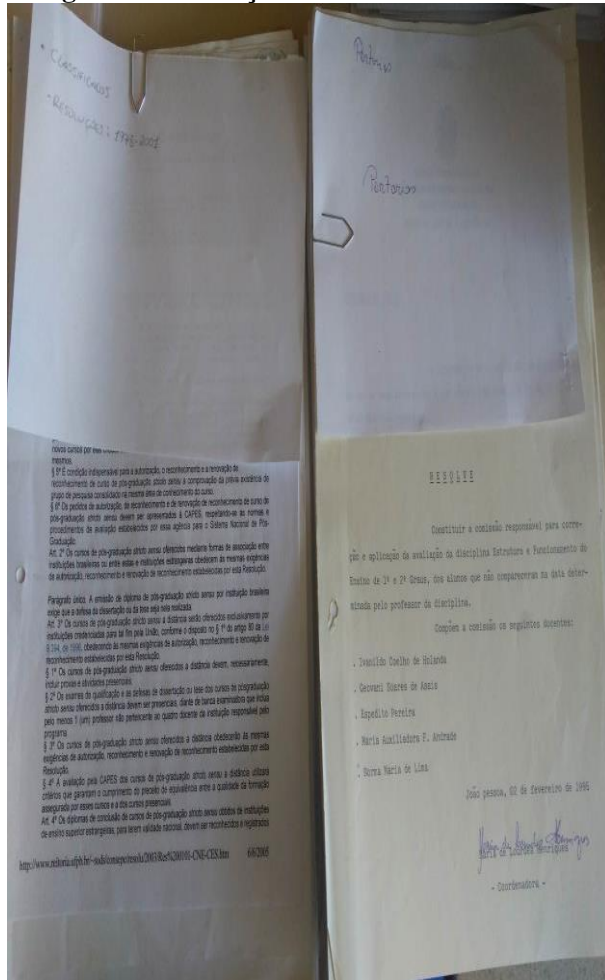 • CLASSIFICADOS
- RESOLUÇÕES: 1976-2001
novos cursos por elas
mesmos.
§ 5º É condição indispensável para a autorização, o reconhecimento e a renovação de
reconhecimento de curso de pós-graduação stricto sensu a comprovação da prévia existência de
grupo de pesquisa consolidado na mesma área de conhecimento do curso.
§ 6º Os pedidos de autorização, de reconhecimento e de renovação de reconhecimento de curso de
pós-graduação stricto sensu devem ser apresentados à CAPES, respeitando-se as normas e
procedimentos de avaliação estabelecidos por essa agência para o Sistema Nacional de Pós-
Graduação.
Art. 2º Os cursos de pós-graduação stricto sensu oferecidos mediante formas de associação entre
instituições brasileiras ou entre estas e instituições estrangeiras obedecem às mesmas exigências
de autorização, reconhecimento e renovação de reconhecimento estabelecidas por esta Resolução.
Parágrafo único. A emissão de diploma de pós-graduação stricto sensu por instituição brasileira
exige que a defesa da dissertação ou da tese seja nela realizada.
Art. 3º Os cursos de pós-graduação stricto sensu a distância serão oferecidos exclusivamente por
instituições credenciadas para tal fim pela União, conforme o disposto no § 1º do artigo 80 da Lei
9.394, de 1996, obedecendo às mesmas exigências de autorização, reconhecimento e renovação de
reconhecimento estabelecidas por esta Resolução.
§ 1º Os cursos de pós-graduação stricto sensu oferecidos a distância devem, necessariamente,
incluir provas e atividades presenciais.
§ 2º Os exames de qualificação e as defesas de dissertação ou tese dos cursos de pósgraduação
stricto sensu oferecidos a distância devem ser presenciais, diante de banca examinadora que inclua
pelo menos 1 (um) professor não pertencente ao quadro docente da instituição responsável pelo
programa.
§ 3º Os cursos de pós-graduação stricto sensu oferecidos a distância obedecerão às mesmas
exigências de autorização, reconhecimento e renovação de reconhecimento estabelecidas por esta
Resolução.
§ 4º A avaliação pela CAPES dos cursos de pós-graduação stricto sensu a distância utilizará
critérios que garantam o cumprimento do preceito de equivalência entre a qualidade da formação
assegurada por esses cursos e a dos cursos presenciais.
Art. 4º Os diplomas de conclusão de cursos de pós-graduação stricto sensu obtidos de instituições
de ensino superior estrangeiras, para terem validade nacional, devem ser reconhecidos e registrados
6/6/2005
Portarias
Portarias
RESOLVE
Constituir a comissão responsável para corre-
ção e aplicação da avaliação da disciplina Estrutura e Funcionamento do
Ensino de 1º e 2º Graus, dos alunos que não compareceram na data deter-
minada pelo professor da disciplina.
Compõem a comissão os seguintes docentes:
. Ivanildo Coelho de Holanda
. Geovani Soares de Assis
. Espedito Pereira
. Maria Auxiliadora F. Andrade
. Norma Maria de Lima
João pessoa, 02 de fevereiro de 1995
Maria de Lourdes Henriques
- Coordenadora -